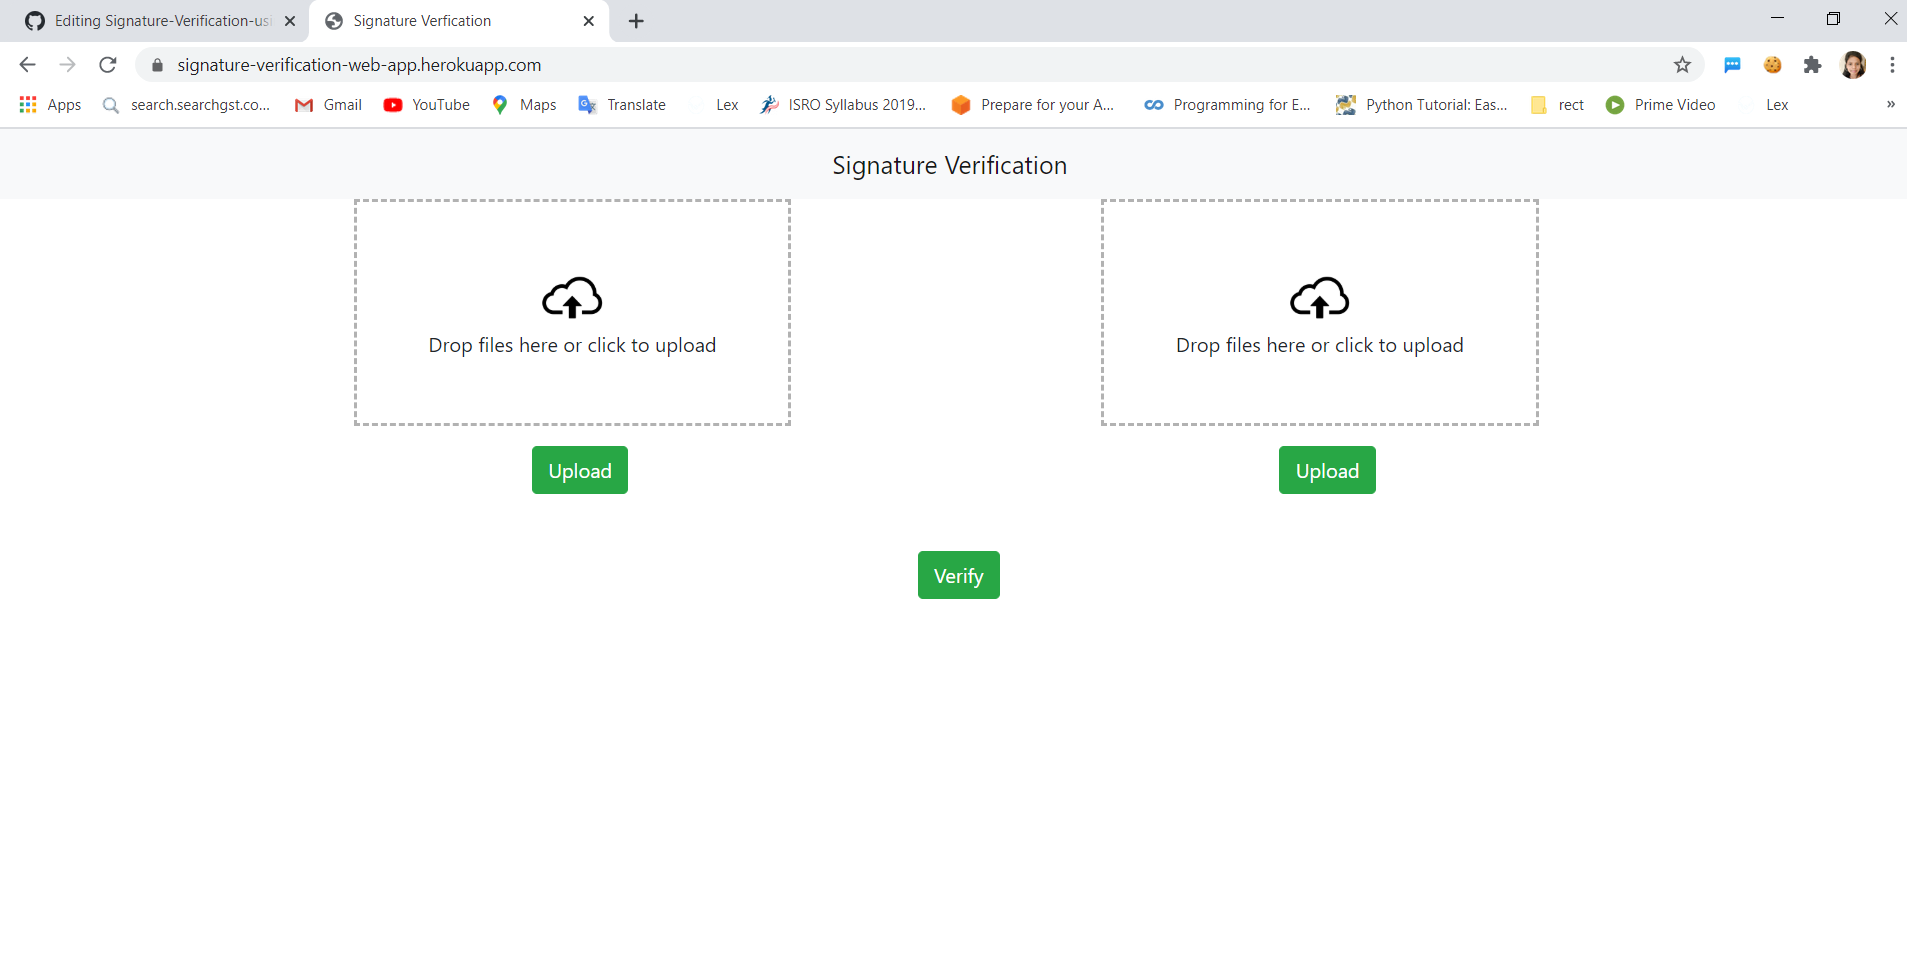 Editing Signature-Verification-usi
Signature Verfication
signature-verification-web-app.herokuapp.com
Apps search.searchgst.co... Gmail YouTube Maps Translate Lex ISRO Syllabus 2019... Prepare for your A... Programming for E... Python Tutorial: Eas... rect Prime Video Lex »
Signature Verification
Drop files here or click to upload
Drop files here or click to upload
Upload
Upload
Verify